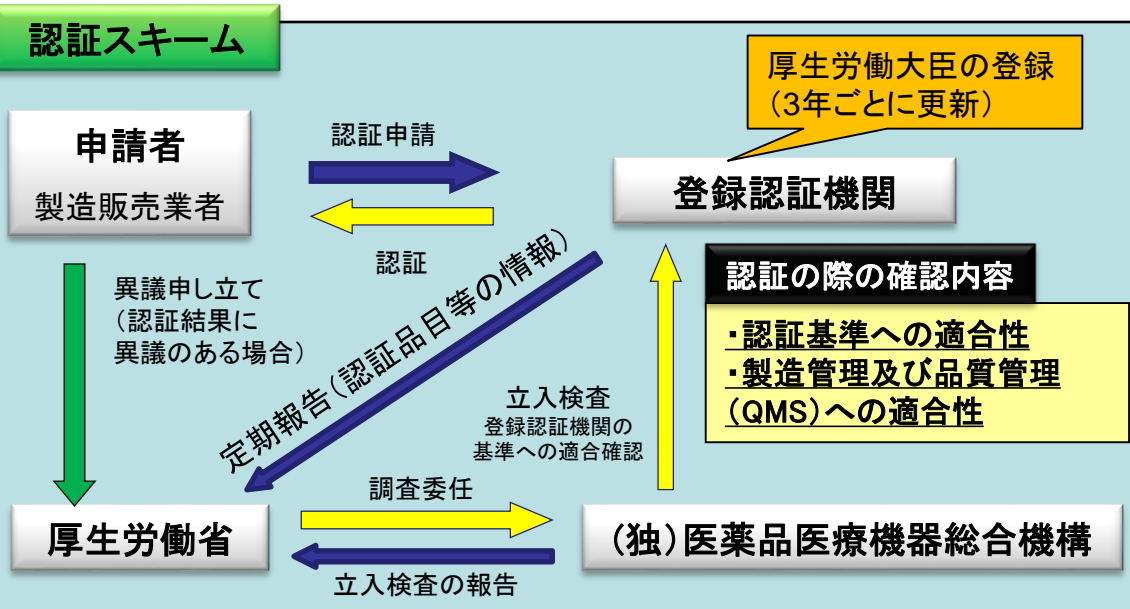 認証スキーム
厚生労働大臣の登録
(3年ごとに更新)
申請者
製造販売業者
認証申請
認証
登録認証機関
異議申し立て
(認証結果に
異議のある場合)
定期報告(認証品目等の情報)
認証の際の確認内容
・認証基準への適合性
・製造管理及び品質管理
(QMS)への適合性
立入検査
登録認証機関の
基準への適合確認
厚生労働省
調査委任
立入検査の報告
(独)医薬品医療機器総合機構